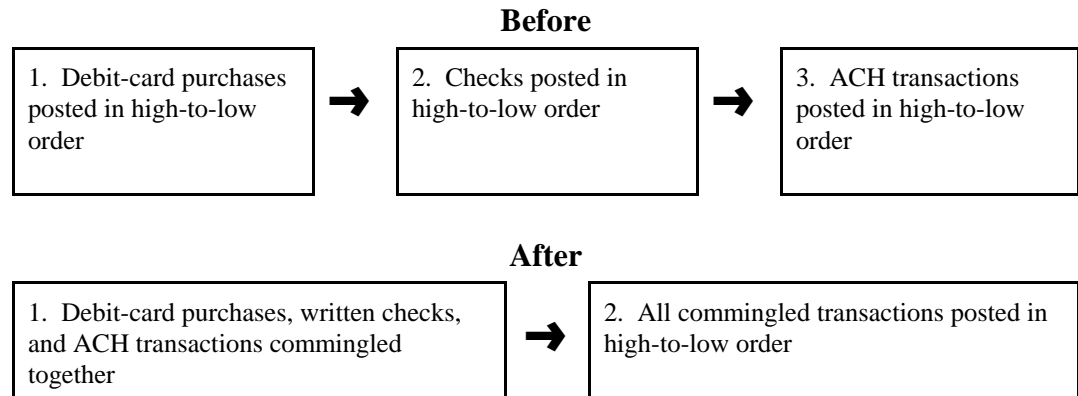 Before
1. Debit-card purchases
posted in high-to-low
order
2. Checks posted in
high-to-low order
3. ACH transactions
posted in high-to-low
order
After
1. Debit-card purchases, written checks,
and ACH transactions commingled
together
2. All commingled transactions posted in
high-to-low order